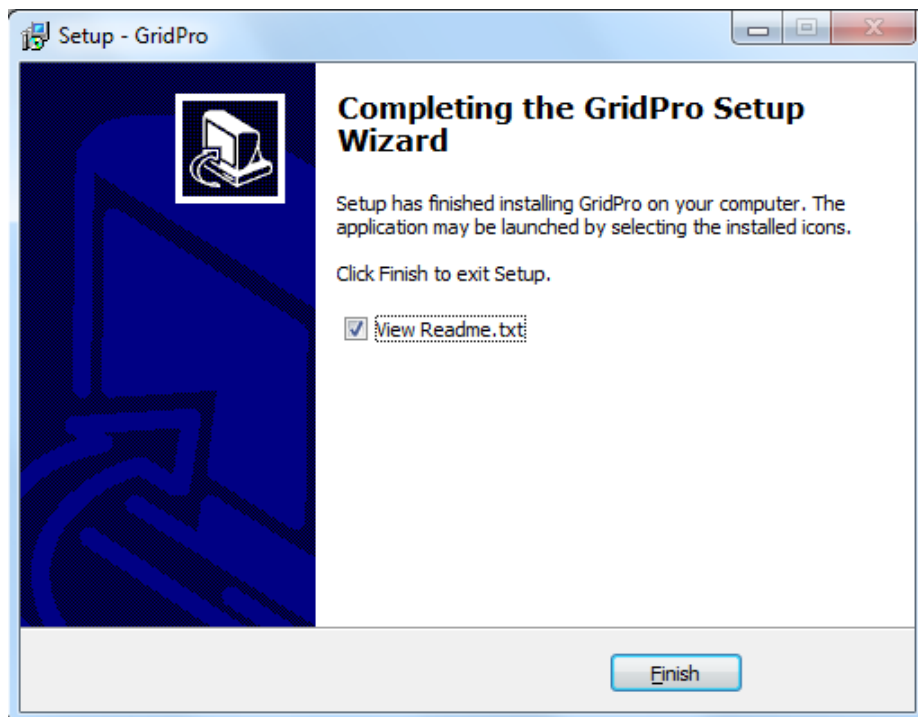 Setup - GridPro
Completing the GridPro Setup
Wizard
Setup has finished installing GridPro on your computer. The
application may be launched by selecting the installed icons.
Click Finish to exit Setup.
View Readme.txt
Finish